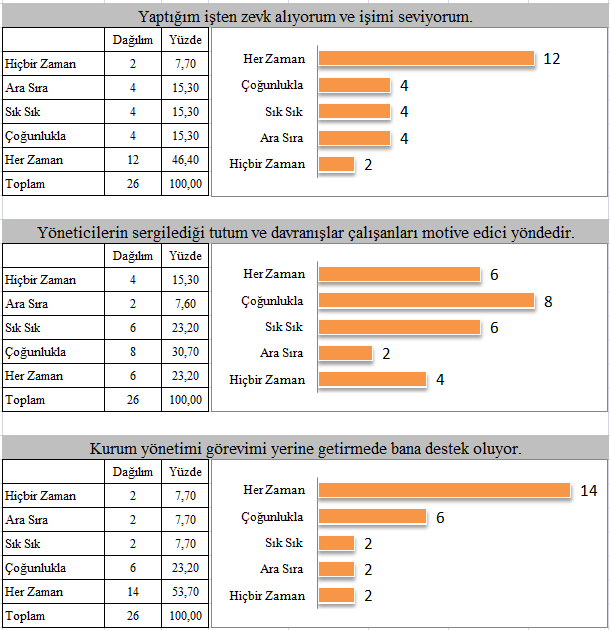 Yaptığım işten zevk alıyorum ve işimi seviyorum.
Dağılım Yüzde
Hiçbir Zaman 2 7,70
Ara Sıra 4 15,30
Sık Sık 4 15,30
Çoğunlukla 4 15,30
Her Zaman 12 46,40
Toplam 26 100,00
Her Zaman 12
Çoğunlukla 4
Sık Sık 4
Ara Sıra 4
Hiçbir Zaman 2
Yöneticilerin sergilediği tutum ve davranışlar çalışanları motive edici yöndedir.
Dağılım Yüzde
Hiçbir Zaman 4 15,30
Ara Sıra 2 7,60
Sık Sık 6 23,20
Çoğunlukla 8 30,70
Her Zaman 6 23,20
Toplam 26 100,00
Her Zaman 6
Çoğunlukla 8
Sık Sık 6
Ara Sıra 2
Hiçbir Zaman 4
Kurum yönetimi görevimi yerine getirmede bana destek oluyor.
Dağılım Yüzde
Hiçbir Zaman 2 7,70
Ara Sıra 2 7,70
Sık Sık 2 7,70
Çoğunlukla 6 23,20
Her Zaman 14 53,70
Toplam 26 100,00
Her Zaman 14
Çoğunlukla 6
Sık Sık 2
Ara Sıra 2
Hiçbir Zaman 2